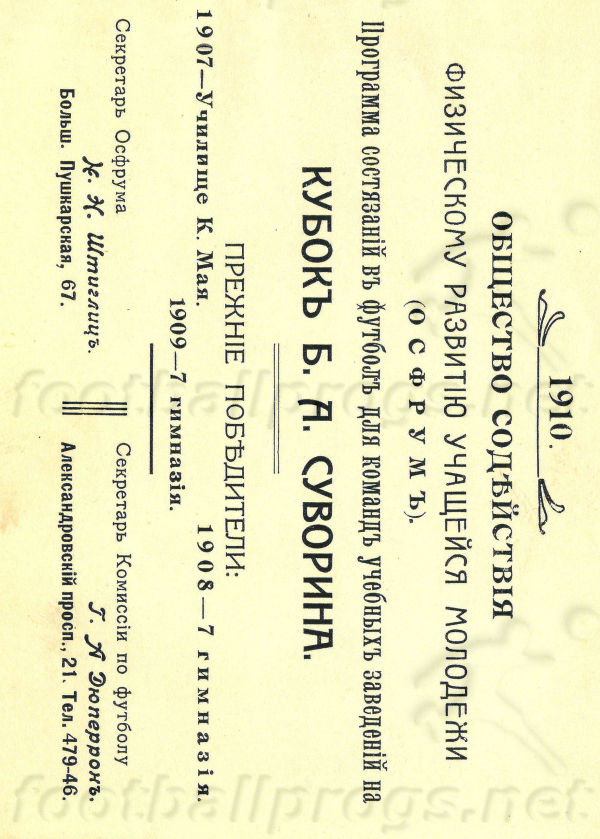 1910.
ОБЩЕСТВО СОДѢЙСТВІЯ
ФИЗИЧЕСКОМУ РАЗВИТІЮ УЧАЩЕЙСЯ МОЛОДЕЖИ
(ОСФРУМЪ).
Программа состязаній въ футболъ для командъ учебныхъ заведеній на
КУБОКЪ Б. А. СУВОРИНА.
ПРЕЖНІЕ ПОБѢДИТЕЛИ:
1907—Училище К. Мая. 1908—7 гимназія.
1909—7 гимназія.
Секретарь Осфрума
Н. Н. Штиглицъ.
Больш. Пушкарская, 67.
Секретарь Комиссіи по футболу
Г. А Дюперронъ.
Александровскій просп., 21. Тел. 479-46.
footballprogs.net
footballprogs.net